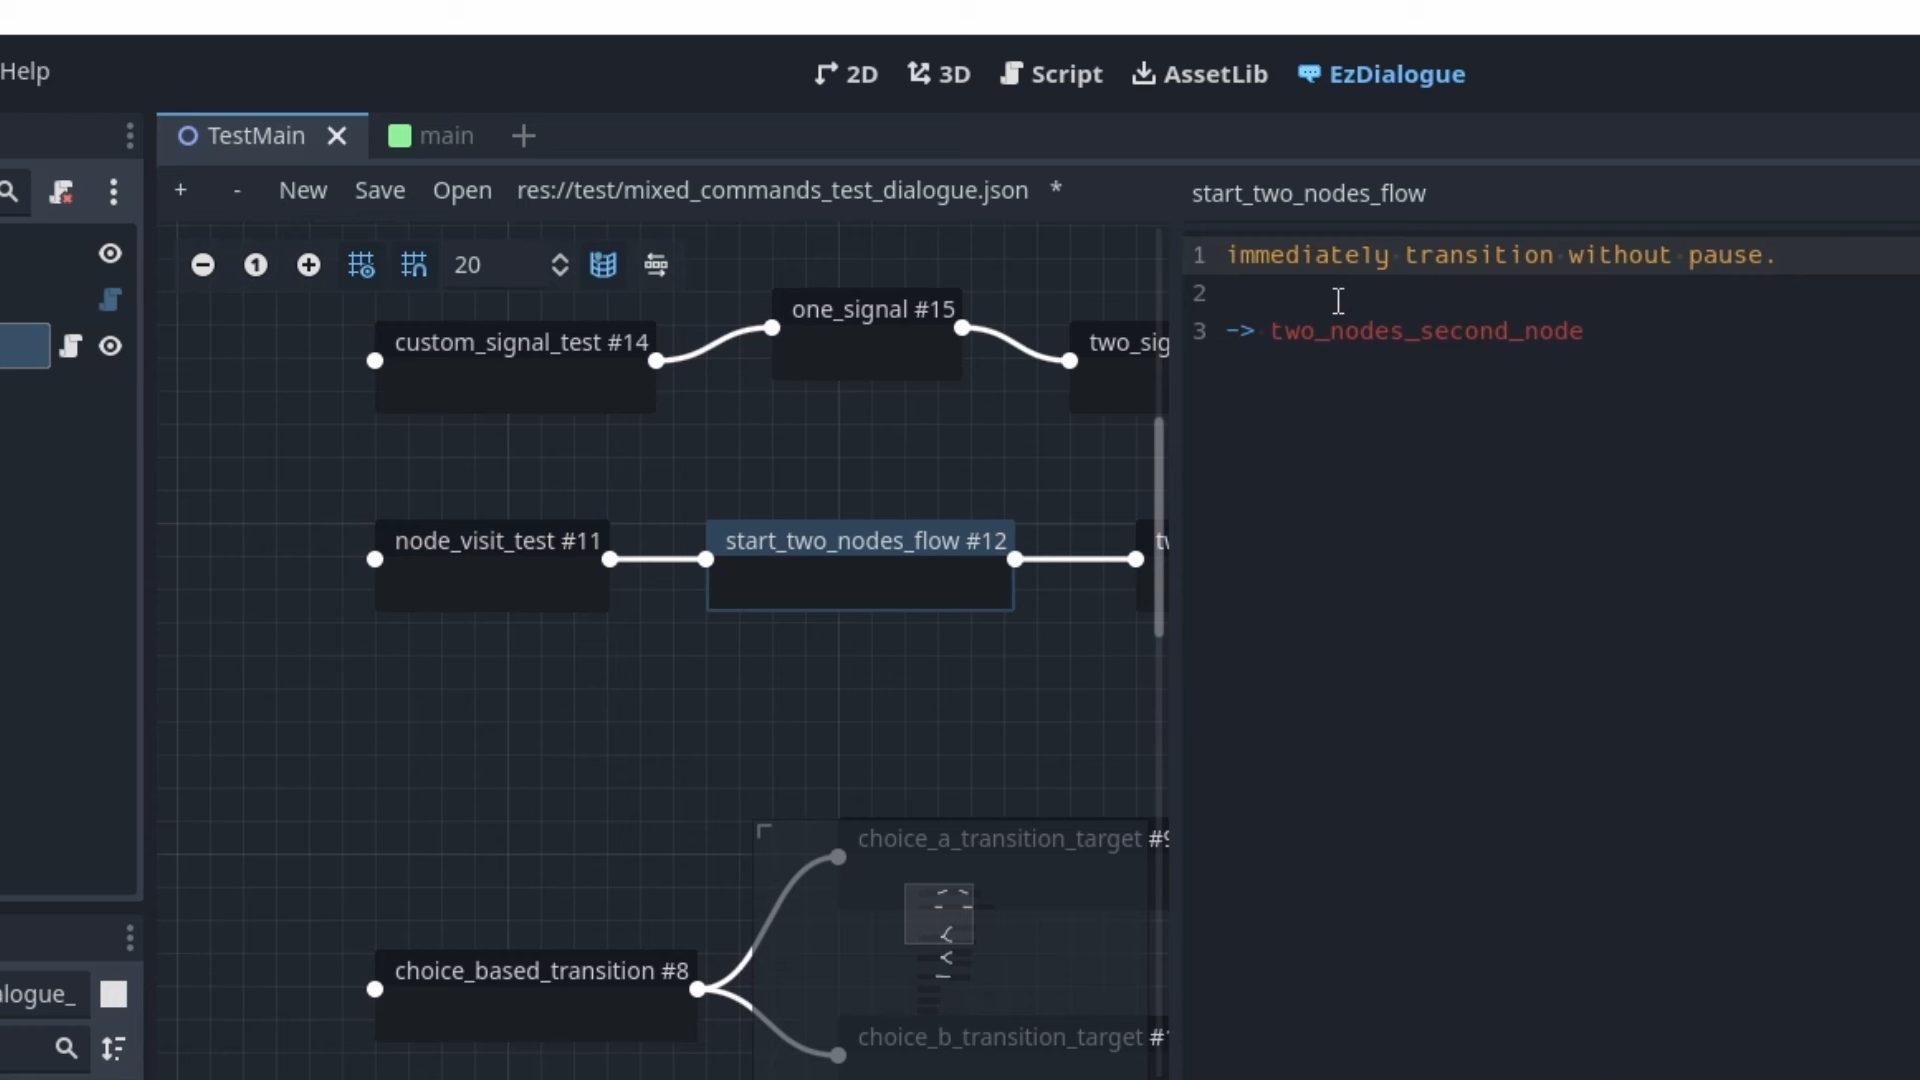 Help
2D 3D Script AssetLib EzDialogue
TestMain main
+ - New Save Open res://test/mixed_commands_test_dialogue.json *
start_two_nodes_flow
20
1 immediately transition without pause.
2
3 -> two_nodes_second_node
one_signal #15
custom_signal_test #14
two_sig
node_visit_test #11
start_two_nodes_flow #12
tw
choice_a_transition_target #9
choice_based_transition #8
alogue_
choice_b_transition_target #